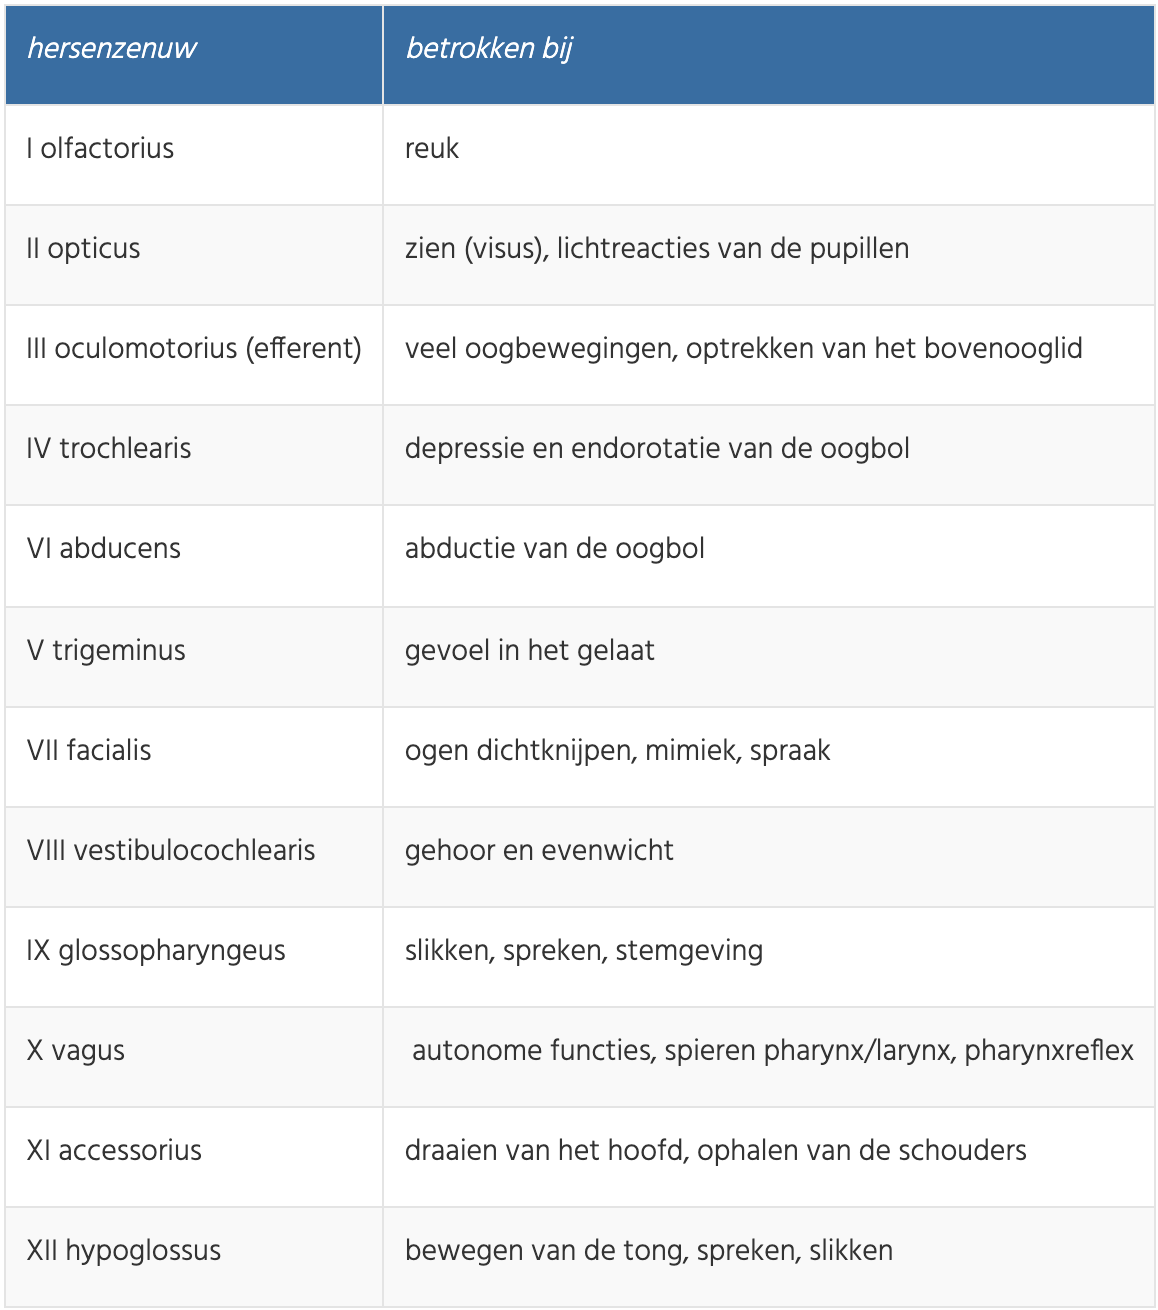 hersenzenuw betrokken bij
I olfactorius reuk
II opticus zien (visus), lichtreacties van de pupillen
III oculomotorius (efferent) veel oogbewegingen, optrekken van het bovenooglid
IV trochlearis depressie en endorotatie van de oogbol
VI abducens abductie van de oogbol
V trigeminus gevoel in het gelaat
VII facialis ogen dichtknijpen, mimiek, spraak
VIII vestibulocochlearis gehoor en evenwicht
IX glossopharyngeus slikken, spreken, stemgeving
X vagus autonome functies, spieren pharynx/larynx, pharynxreflex
XI accessorius draaien van het hoofd, ophalen van de schouders
XII hypoglossus bewegen van de tong, spreken, slikken